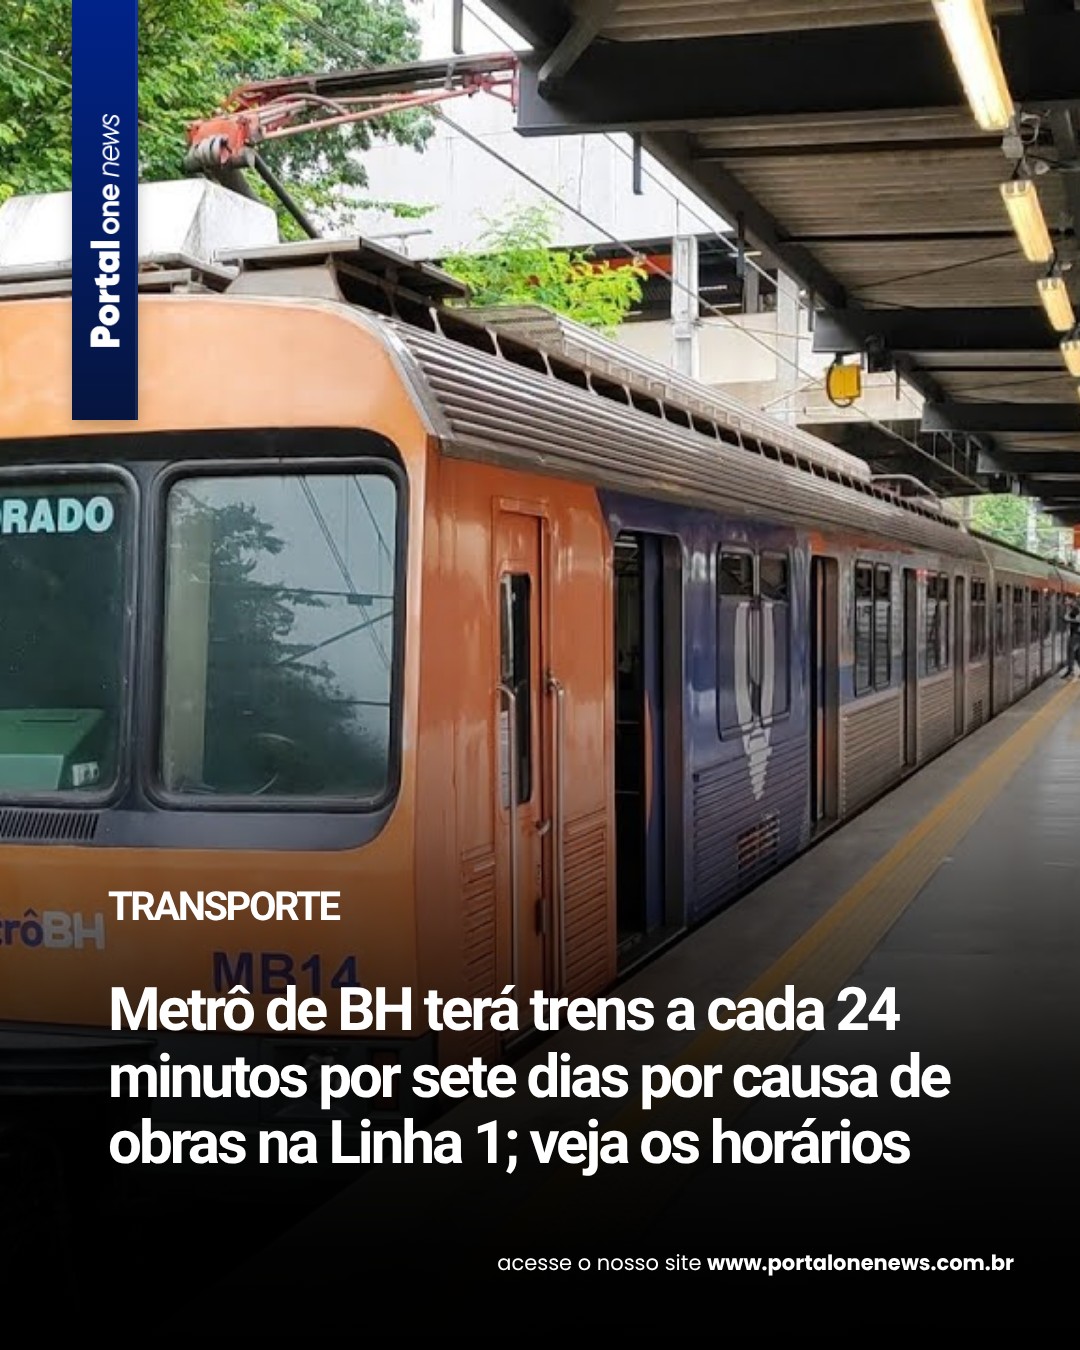 Portal one news
RADO
trôBH
MB14
TRANSPORTE
Metrô de BH terá trens a cada 24
minutos por sete dias por causa de
obras na Linha 1; veja os horários
acesse o nosso site www.portalonenews.com.br